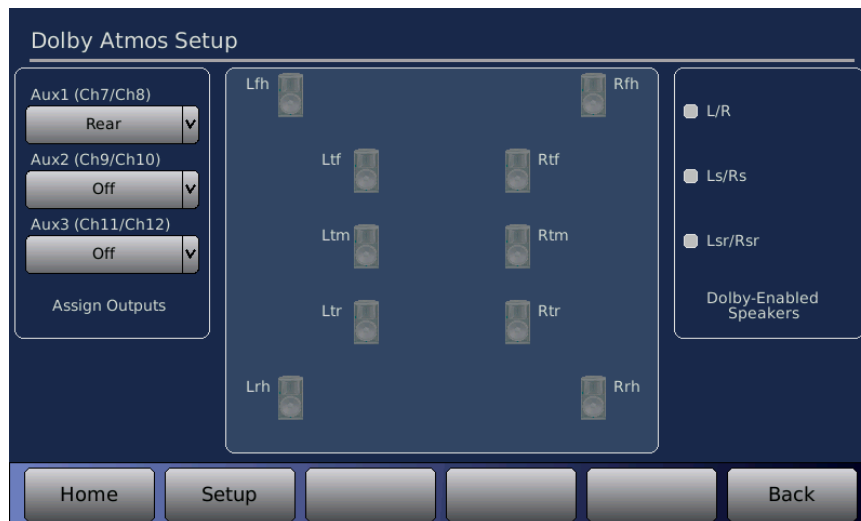 Dolby Atmos Setup
Aux1 (Ch7/Ch8)
Rear
Aux2 (Ch9/Ch10)
Off
Aux3 (Ch11/Ch12)
Off
Assign Outputs
Lfh
Rfh
Ltf
Rtf
Ltm
Rtm
Ltr
Rtr
Lrh
Rrh
L/R
Ls/Rs
Lsr/Rsr
Dolby-Enabled
Speakers
Home
Setup
Back